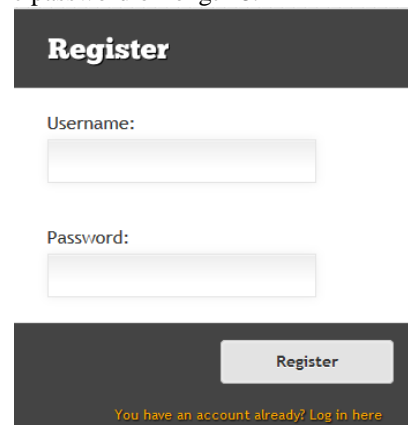 Register
Username:
Password:
Register
You have an account already? Log in here